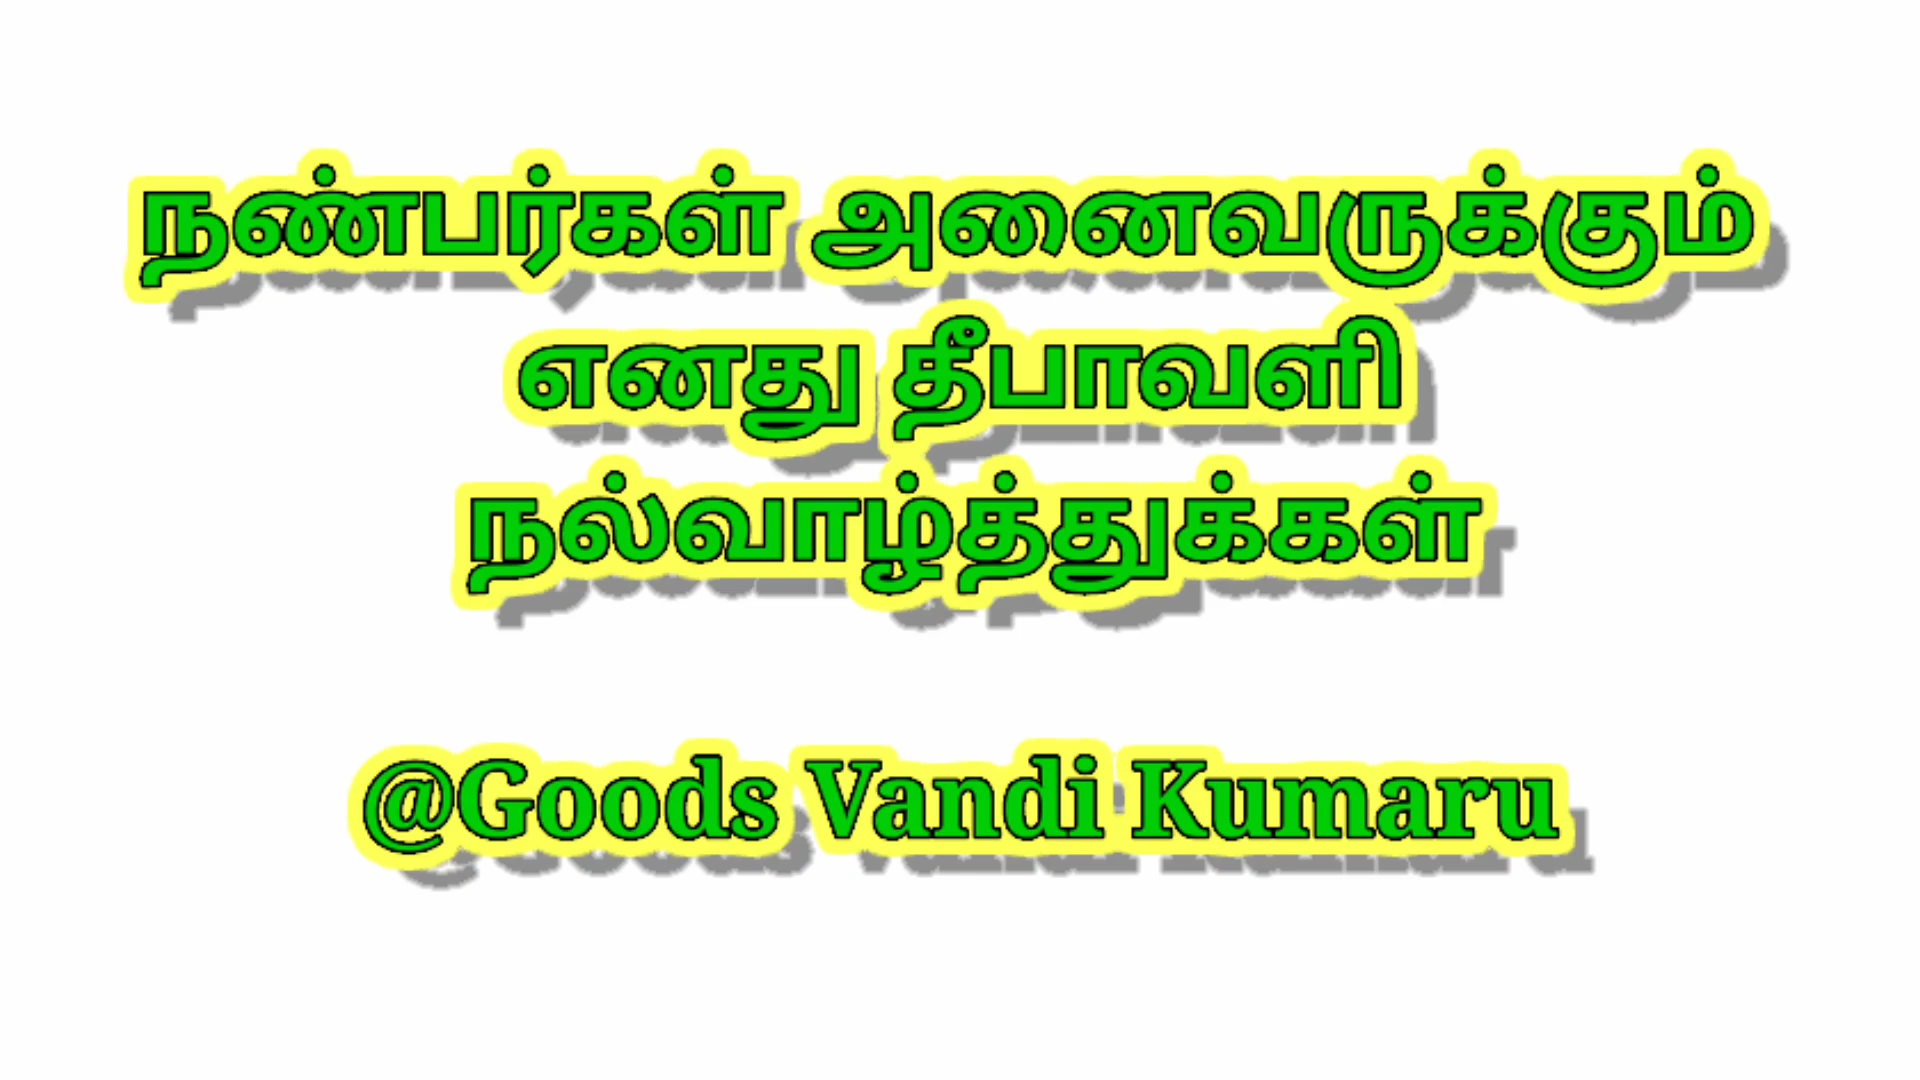 நண்பர்கள் அனைவருக்கும்
எனது தீபாவளி
நல்வாழ்த்துக்கள்
@Goods Vandi Kumaru